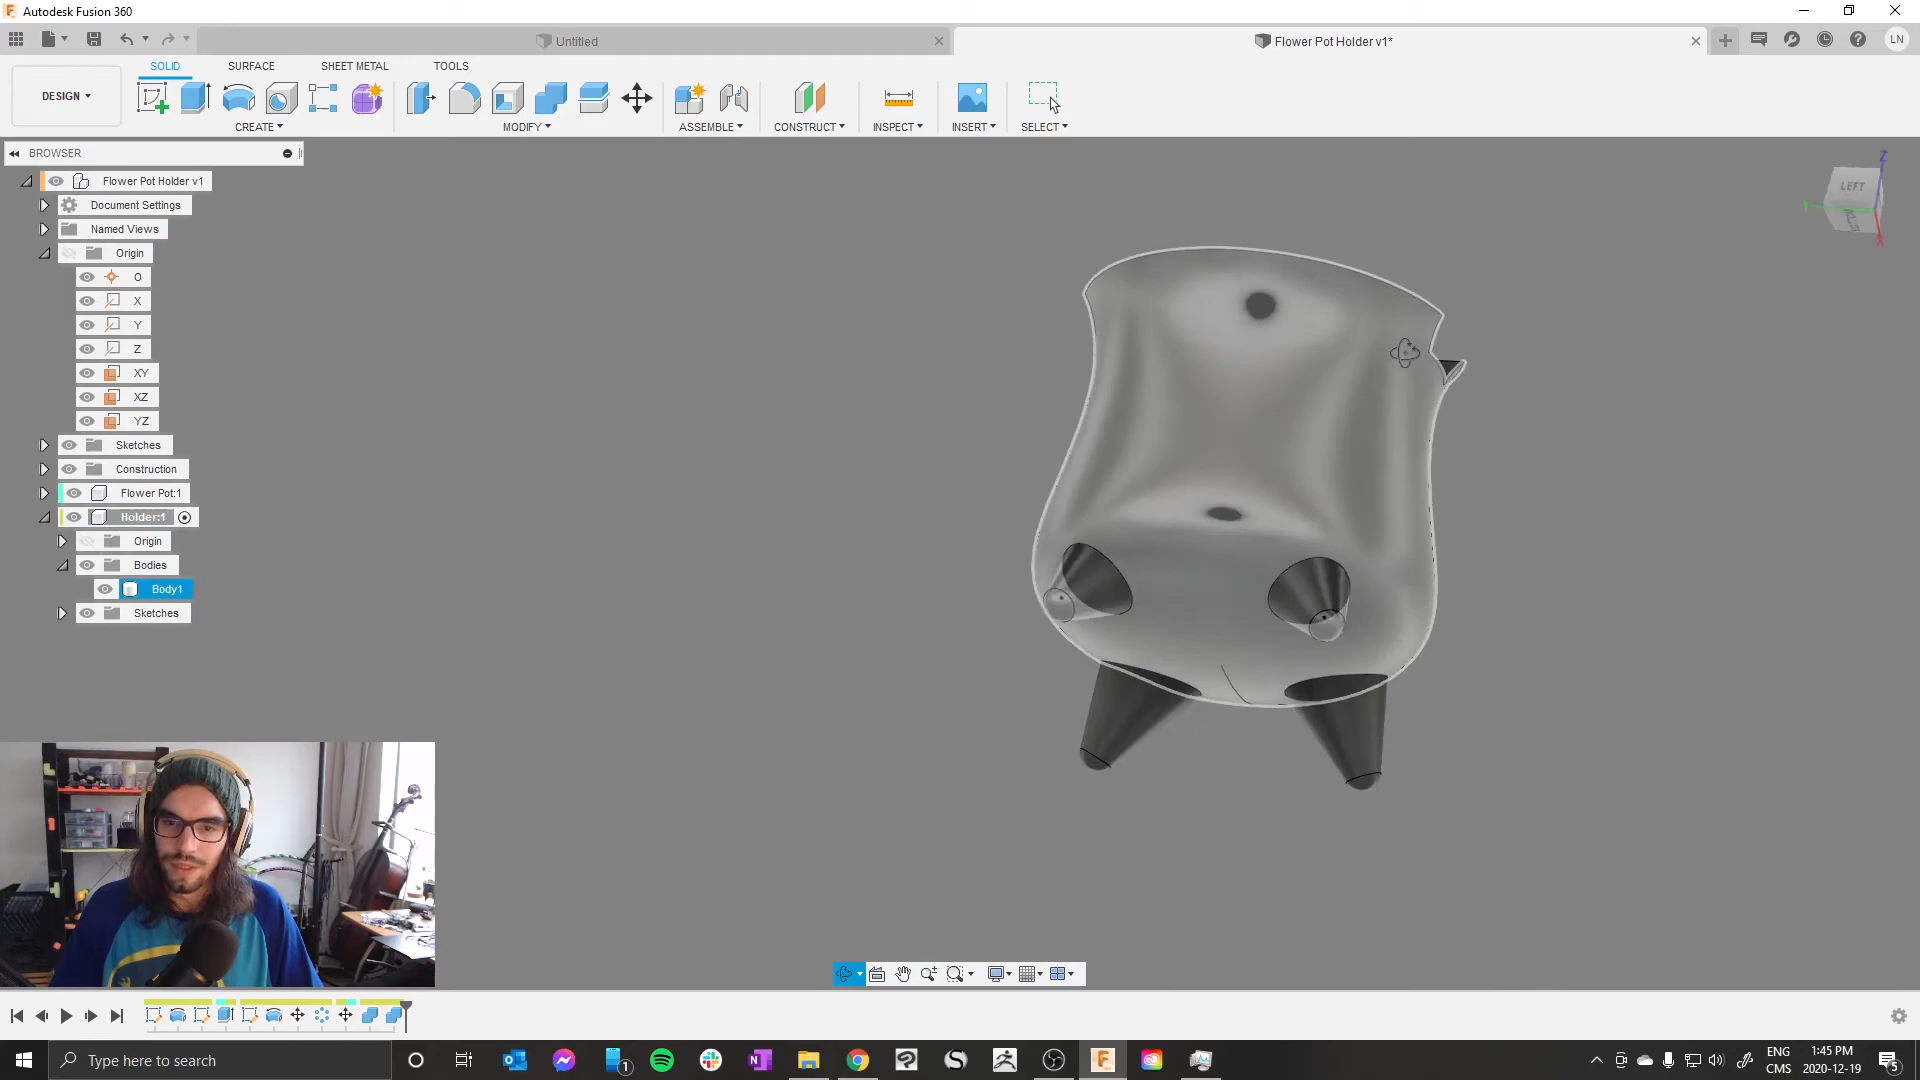 Autodesk Fusion 360
Untitled
Flower Pot Holder v1*
LN
DESIGN
SOLID
SURFACE
SHEET METAL
TOOLS
CREATE
MODIFY
ASSEMBLE
CONSTRUCT
INSPECT
INSERT
SELECT
BROWSER
Flower Pot Holder v1
Document Settings
Named Views
Origin
O
X
Y
Z
XY
XZ
YZ
Sketches
Construction
Flower Pot:1
Holder:1
Origin
Bodies
Body1
Sketches
Z
LEFT
Type here to search
1
ENG
CMS
1:45 PM
2020-12-19
5